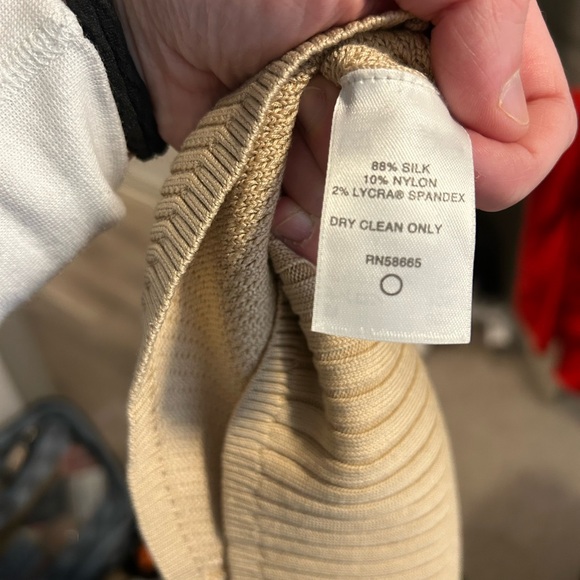 88% SILK
10% NYLON
2% LYCRA® SPANDEX
DRY CLEAN ONLY
RN58665